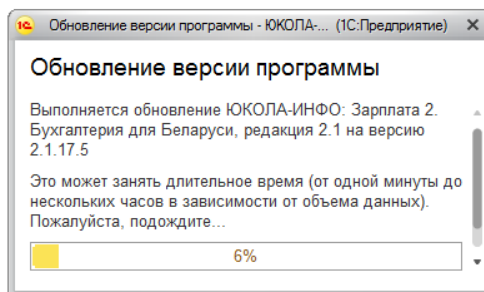 1С Обновление версии программы - ЮКОЛА-... (1С:Предприятие)
Обновление версии программы
Выполняется обновление ЮКОЛА-ИНФО: Зарплата 2.
Бухгалтерия для Беларуси, редакция 2.1 на версию
2.1.17.5
Это может занять длительное время (от одной минуты до
нескольких часов в зависимости от объема данных).
Пожалуйста, подождите...
6%